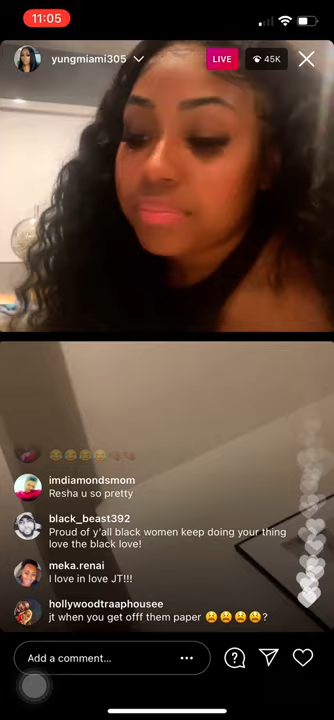 11:05
yungmiami305
LIVE
45K
😂😂😂😂
imdiamondsmom
Resha u so pretty
black_beast392
Proud of y'all black women keep doing your thing
love the black love!
meka.renai
I love in love JT!!!
hollywoodtraaphousee
jt when you get offf them paper 😫😫😫😫?
Add a comment...